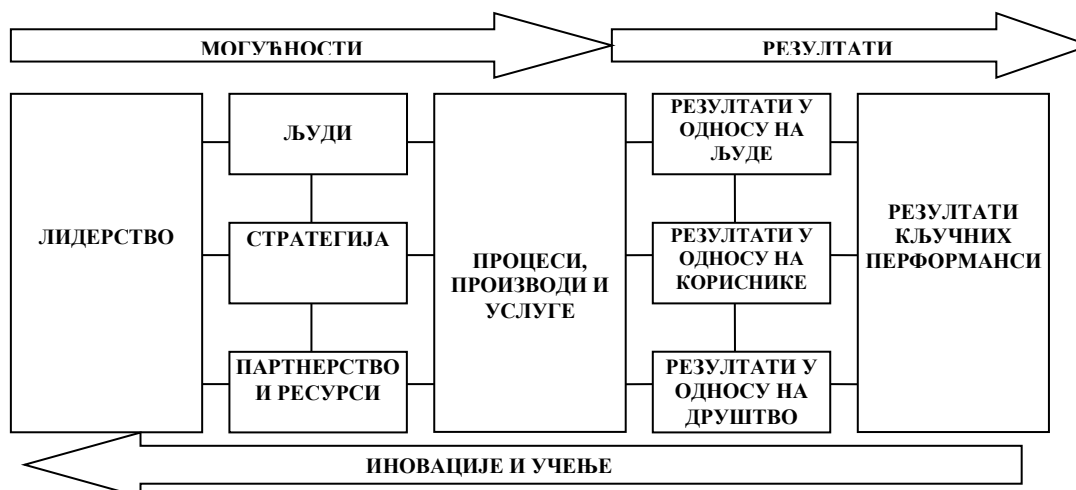 МОГУЋНОСТИ
РЕЗУЛТАТИ
ЛИДЕРСТВО
ЉУДИ
СТРАТЕГИЈА
ПАРТНЕРСТВО
И РЕСУРСИ
ПРОЦЕСИ,
ПРОИЗВОДИ И
УСЛУГЕ
РЕЗУЛТАТИ У
ОДНОСУ НА
ЉУДЕ
РЕЗУЛТАТИ У
ОДНОСУ НА
КОРИСНИКЕ
РЕЗУЛТАТИ У
ОДНОСУ НА
ДРУШТВО
РЕЗУЛТАТИ
КЉУЧНИХ
ПЕРФОРМАНСИ
ИНОВАЦИЈЕ И УЧЕЊЕ